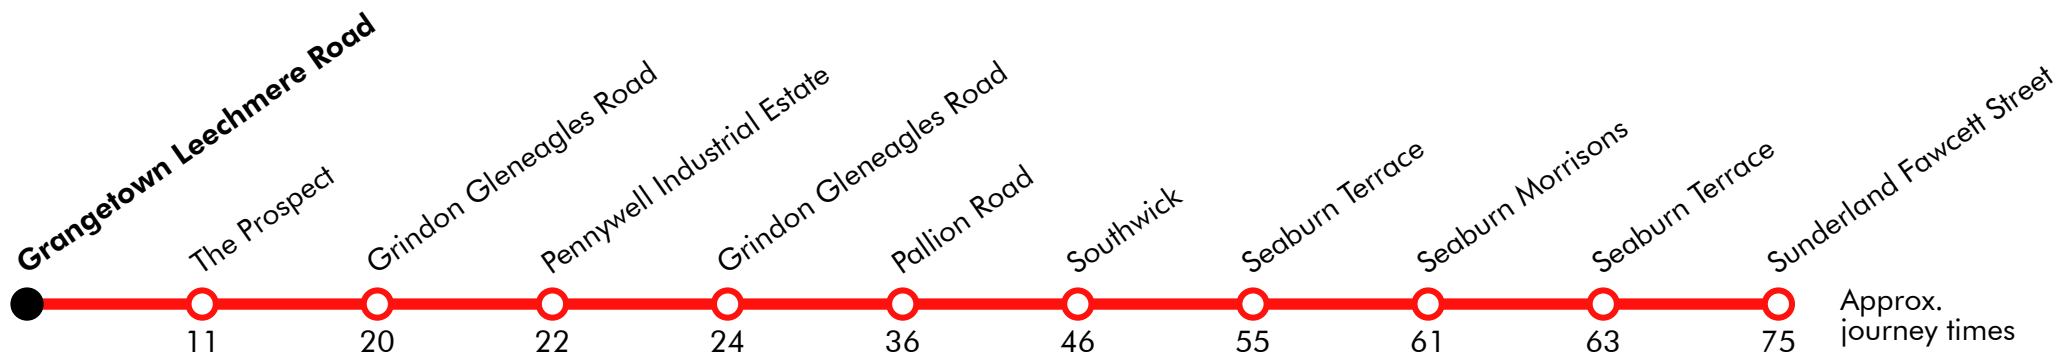 Grangetown Leechmere Road
The Prospect
Grindon Gleneagles Road
Pennywell Industrial Estate
Grindon Gleneagles Road
Pallion Road
Southwick
Seaburn Terrace
Seaburn Morrisons
Seaburn Terrace
Sunderland Fawcett Street
11
20
22
24
36
46
55
61
63
75
Approx.
journey times